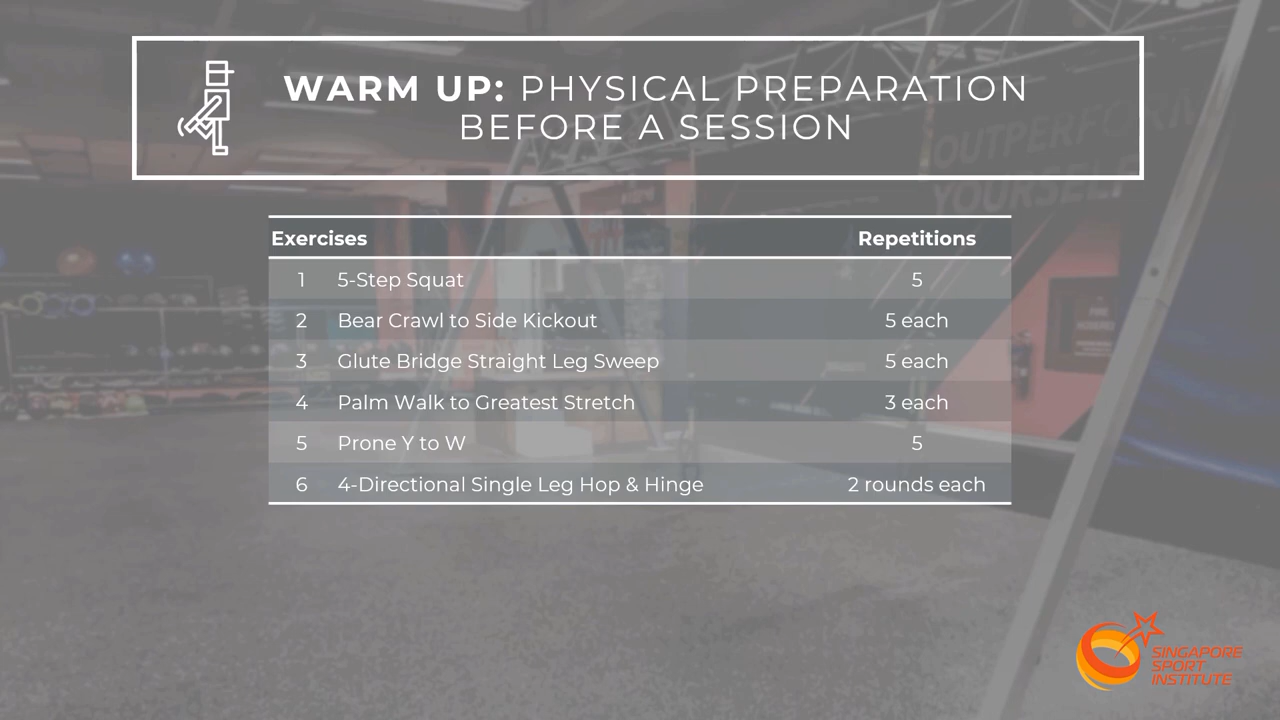 WARM UP: PHYSICAL PREPARATION
BEFORE A SESSION
OUTPERFORM
YOURSELF
Exercises Repetitions
1 5-Step Squat 5
2 Bear Crawl to Side Kickout 5 each
3 Glute Bridge Straight Leg Sweep 5 each
4 Palm Walk to Greatest Stretch 3 each
5 Prone Y to W 5
6 4-Directional Single Leg Hop & Hinge 2 rounds each
SINGAPORE
SPORT
INSTITUTE